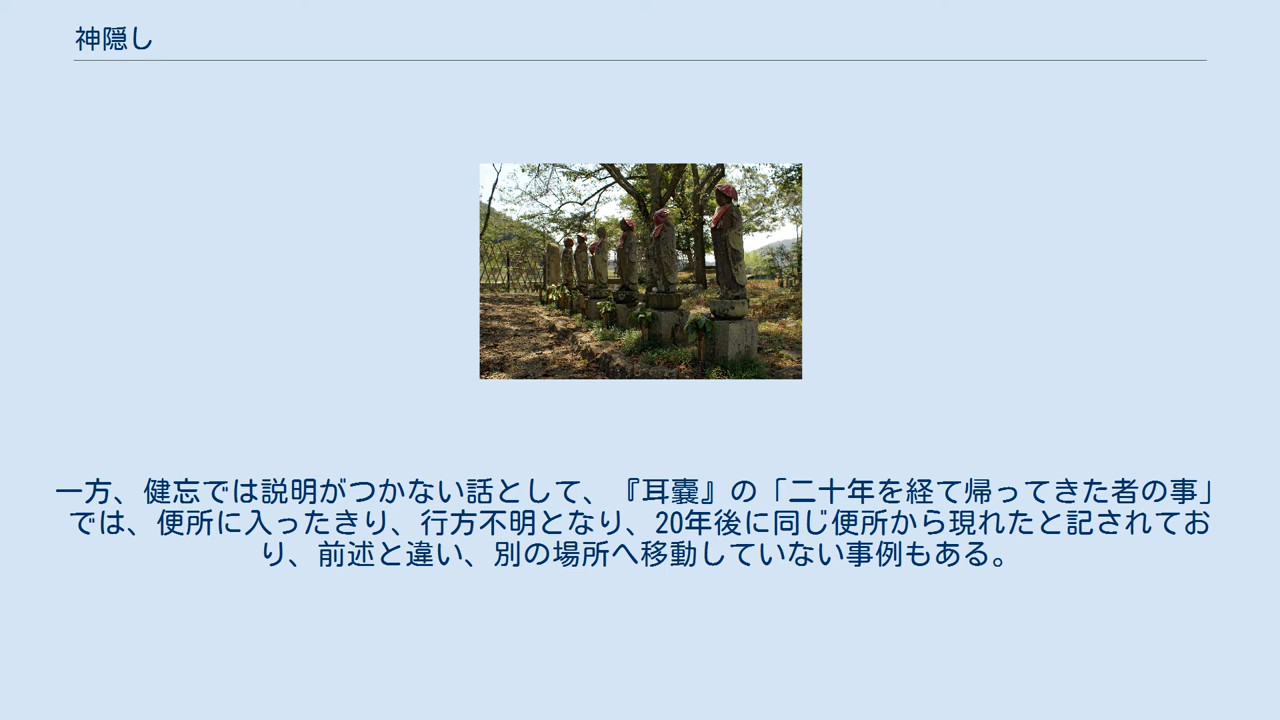 神隠し
一方、健忘では説明がつかない話として、『耳嚢』の「二十年を経て帰ってきた者の事」
では、便所に入ったきり、行方不明となり、20年後に同じ便所から現れたと記されてお
り、前述と違い、別の場所へ移動していない事例もある。